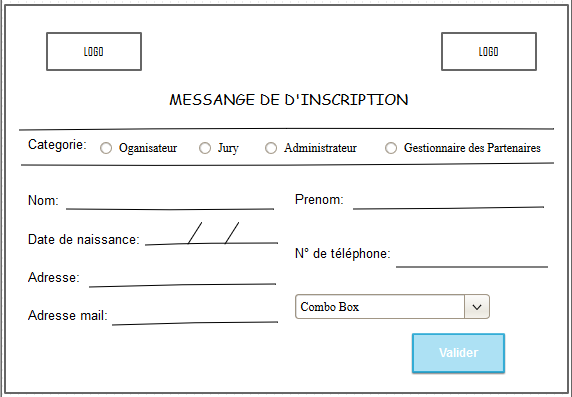 LOGO LOGO
MESSANGE DE D'INSCRIPTION
Categorie: Oganisateur Jury Administrateur Gestionnaire des Partenaires
Nom: Prenom:
Date de naissance: / /
N° de téléphone:
Adresse:
Combo Box
Adresse mail:
Valider